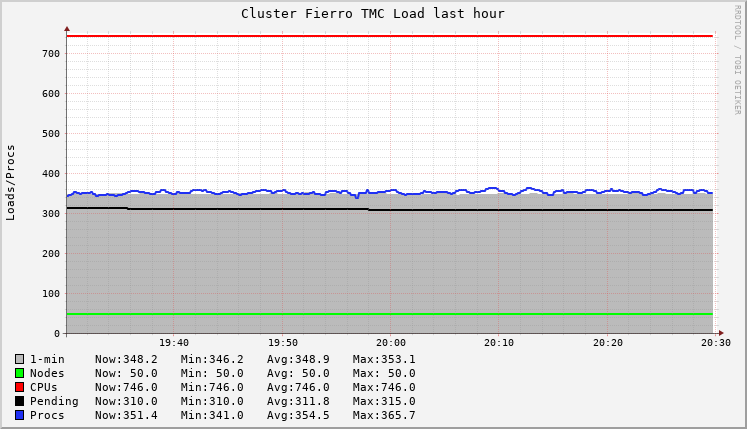 Cluster Fierro TMC Load last hour
RRDTOOL / TOBI OETIKER
Loads/Procs
700
600
500
400
300
200
100
0
19:40 19:50 20:00 20:10 20:20 20:30
1-min Now:348.2 Min:346.2 Avg:348.9 Max:353.1
Nodes Now: 50.0 Min: 50.0 Avg: 50.0 Max: 50.0
CPUs Now:746.0 Min:746.0 Avg:746.0 Max:746.0
Pending Now:310.0 Min:310.0 Avg:311.8 Max:315.0
Procs Now:351.4 Min:341.0 Avg:354.5 Max:365.7